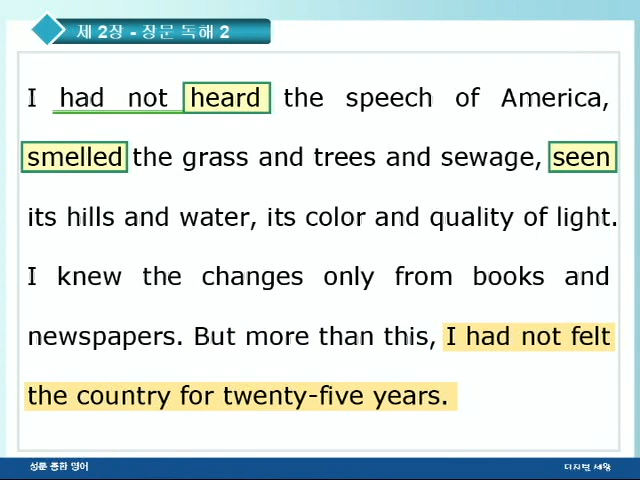 제 2장 - 장문 독해 2
I had not heard the speech of America,
smelled the grass and trees and sewage, seen
its hills and water, its color and quality of light.
I knew the changes only from books and
newspapers. But more than this, I had not felt
the country for twenty-five years.
성문 종합 영어
디지털 세왕